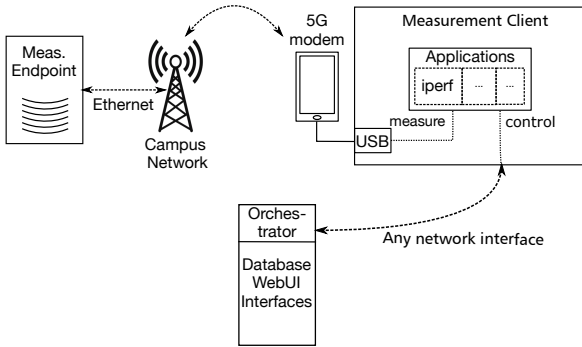 5G
modem
Measurement Client
Meas.
Endpoint
Applications
iperf
...
...
Ethernet
measure
control
Campus
Network
USB
Orches-
trator
Any network interface
Database
WebUI
Interfaces